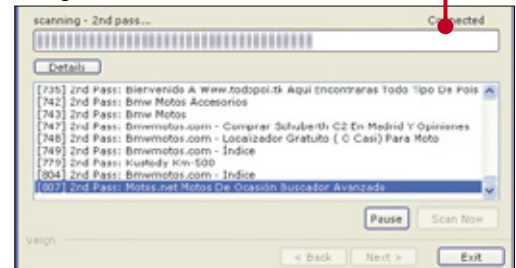 scanning - 2nd pass... Connected
Details
[735] 2nd Pass: Bienvenido A Www.todopoi.tk Aqui Encontraras Todo Tipo De Pois
[742] 2nd Pass: Bmw Motos Accesorios
[743] 2nd Pass: Bmw Motos
[747] 2nd Pass: Bmwmotos.com - Comprar Schuberth C2 En Madrid Y Opiniones
[748] 2nd Pass: Bmwmotos.com - Localizador Gratuito ( O Casi) Para Moto
[749] 2nd Pass: Bmwmotos.com - Índice
[779] 2nd Pass: Kustody Km-500
[804] 2nd Pass: Bmwmotos.com - Índice
[807] 2nd Pass: Motos.net Motos De Ocasión Buscador Avanzado
Pause Scan Now
Veign
< Back Next > Exit